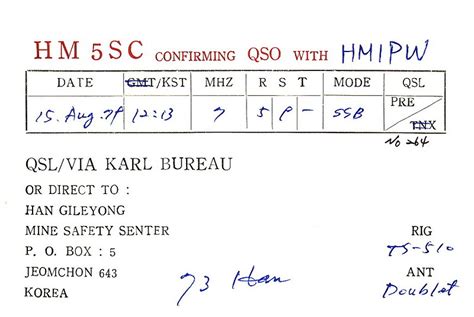 HM 5SC CONFIRMING QSO WITH HM1PW
DATE GMT/KST MHZ R S T MODE QSL
15. Aug. 12:13 7 5 9 - SSB PRE / TNX
No 264
QSL/VIA KARL BUREAU
OR DIRECT TO :
HAN GILEYONG
MINE SAFETY SENTER
P. O. BOX : 5
JEOMCHON 643
KOREA
RIG
TS-510
ANT
Doublet
73 Han